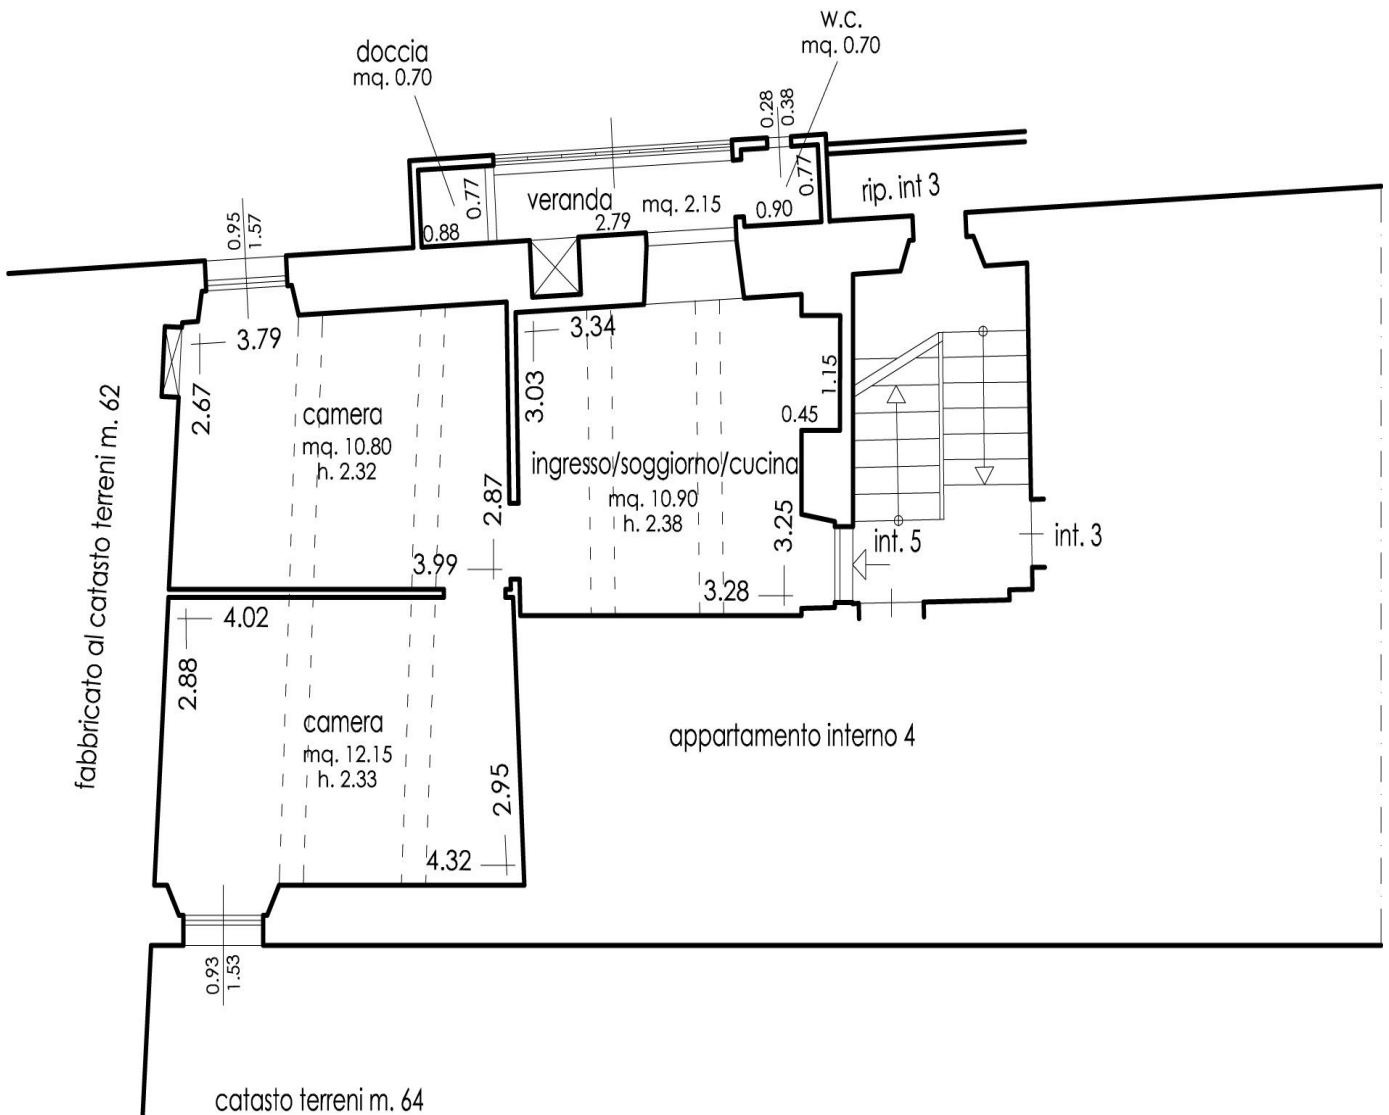 w.c.
mq. 0.70
doccia
mq. 0.70
0.28
0.38
0.77
veranda
mq. 2.15
0.77
0.90
rip. int 3
0.88
2.79
0.95
1.57
3.79
2.67
3.34
3.03
1.15
0.45
camera
mq. 10.80
h. 2.32
ingresso/soggiorno/cucina
mq. 10.90
h. 2.38
2.87
3.99
3.25
3.28
int. 5
int. 3
fabbricato al catasto terreni m. 62
4.02
2.88
camera
mq. 12.15
h. 2.33
2.95
4.32
appartamento interno 4
0.93
1.53
catasto terreni m. 64